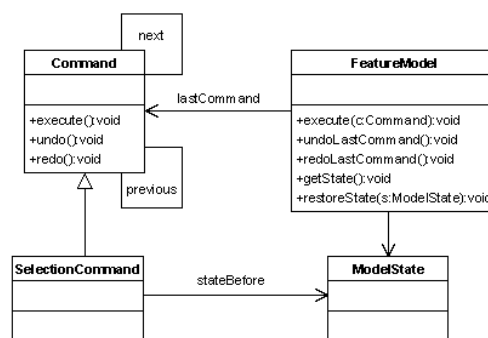 next
Command
FeatureModel
lastCommand
+execute():void
+undo():void
+redo():void
+execute(c:Command):void
+undoLastCommand():void
+redoLastCommand():void
+getState():void
+restoreState(s:ModelState):void
previous
SelectionCommand
ModelState
stateBefore